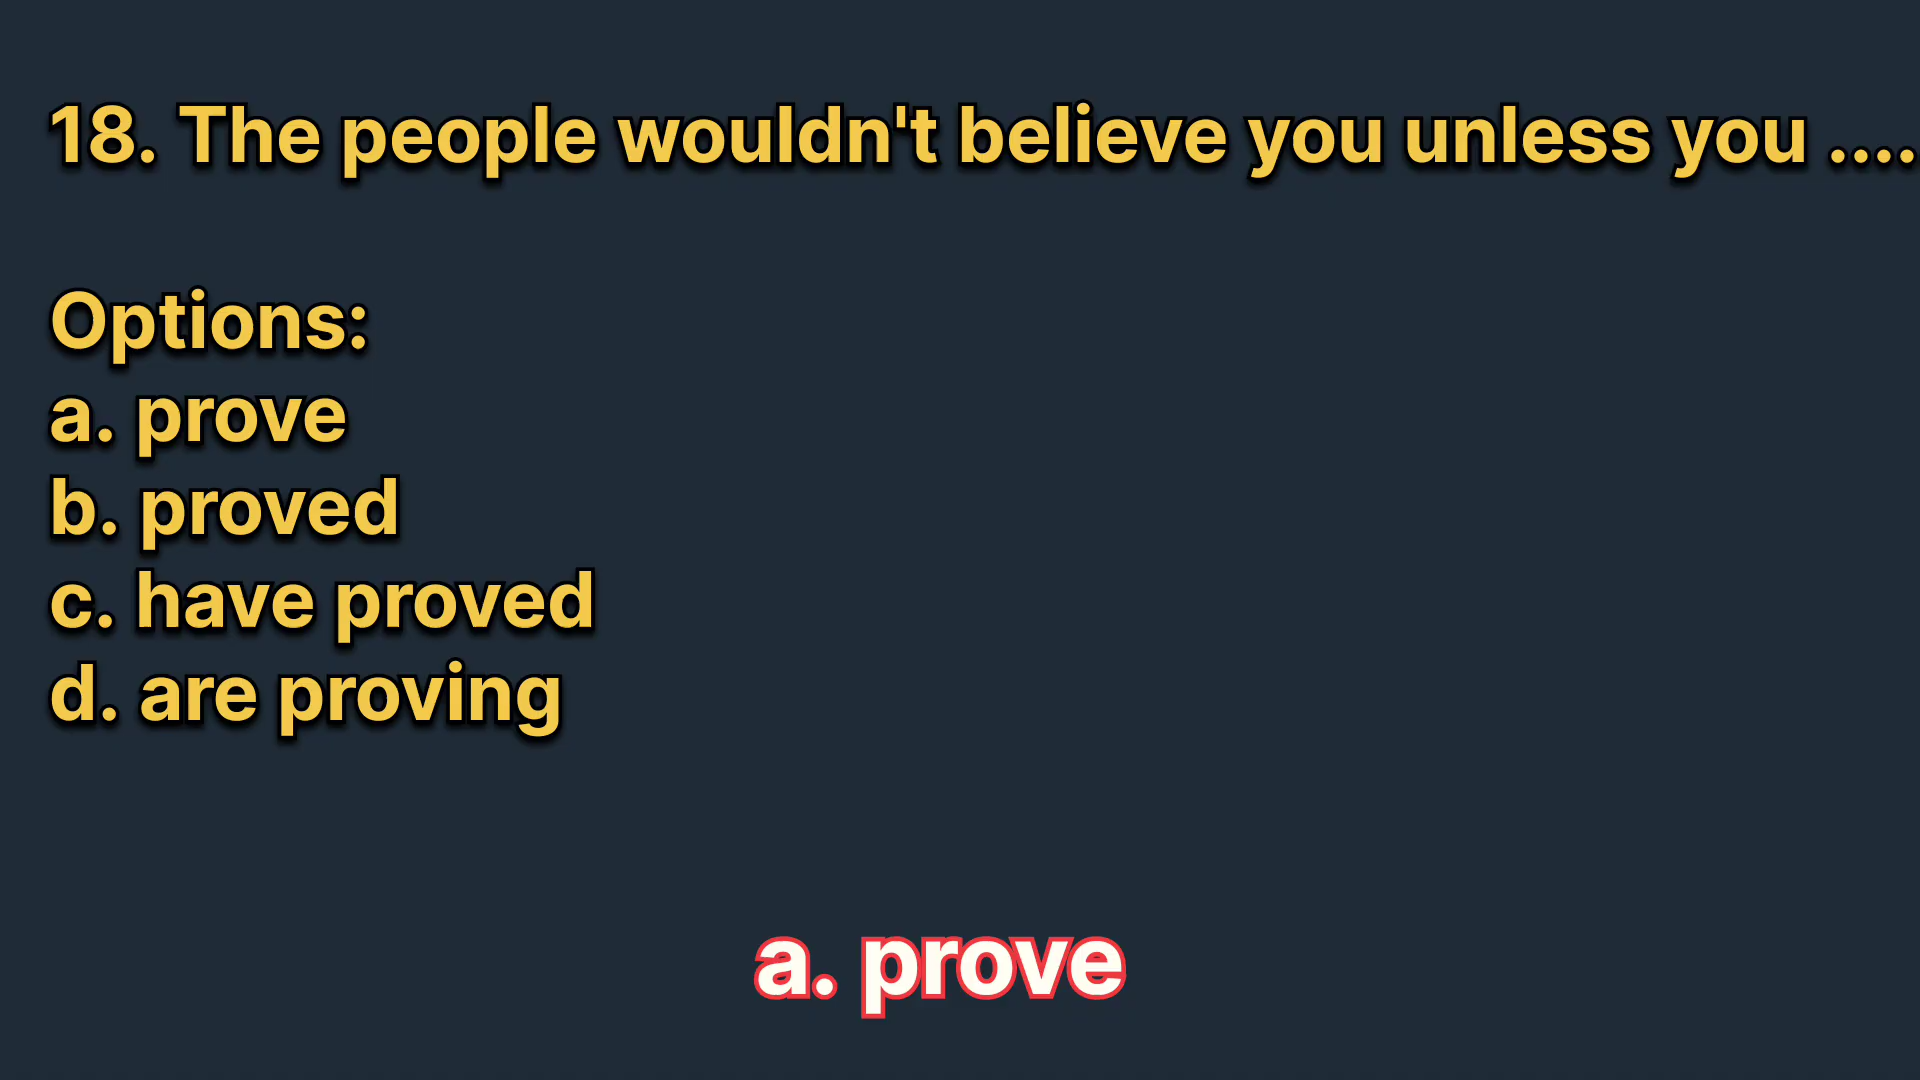 18. The people wouldn't believe you unless you ....
Options:
a. prove
b. proved
c. have proved
d. are proving
a. prove